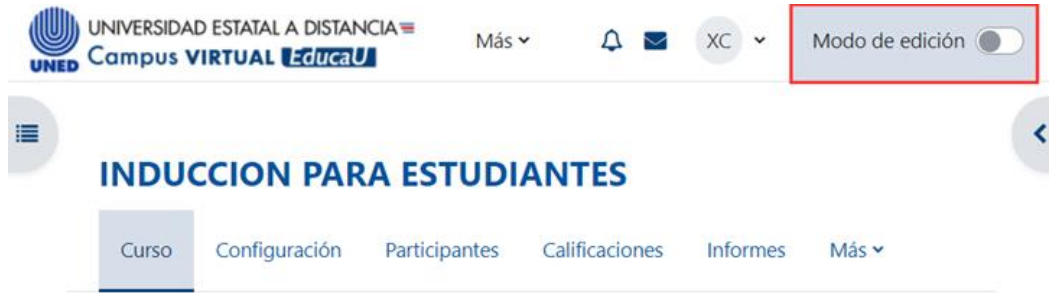 UNIVERSIDAD ESTATAL A DISTANCIA
UNED Campus VIRTUAL EducaU
Más
XC
Modo de edición
INDUCCION PARA ESTUDIANTES
Curso Configuración Participantes Calificaciones Informes Más